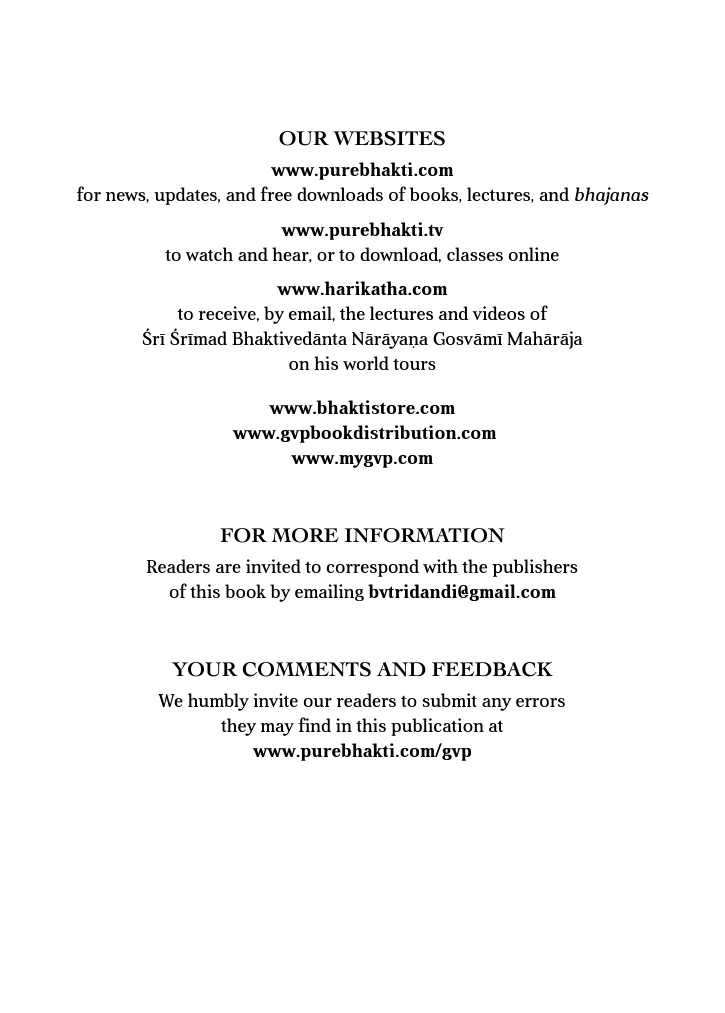 OUR WEBSITES
www.purebhakti.com
for news, updates, and free downloads of books, lectures, and bhajanas
www.purebhakti.tv
to watch and hear, or to download, classes online
www.harikatha.com
to receive, by email, the lectures and videos of
Śrī Śrīmad Bhaktivedānta Nārāyaṇa Gosvāmī Mahārāja
on his world tours
www.bhaktistore.com
www.gvpbookdistribution.com
www.mygvp.com
FOR MORE INFORMATION
Readers are invited to correspond with the publishers
of this book by emailing bvtridandi@gmail.com
YOUR COMMENTS AND FEEDBACK
We humbly invite our readers to submit any errors
they may find in this publication at
www.purebhakti.com/gvp